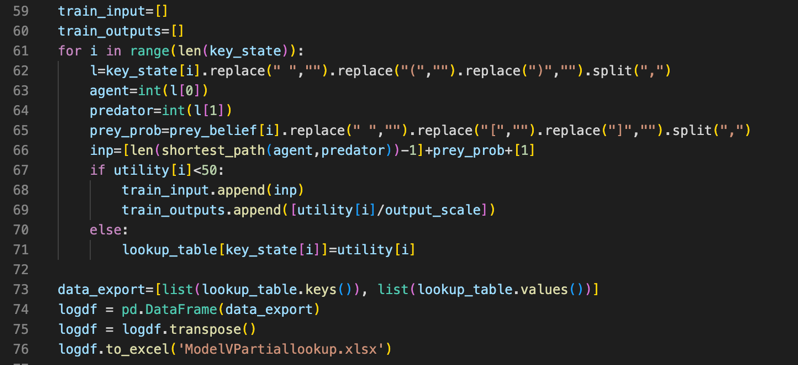 59 train_input=[]
60 train_outputs=[]
61 for i in range(len(key_state)):
62     l=key_state[i].replace(" ","").replace("(","").replace(")","").split(",")
63     agent=int(l[0])
64     predator=int(l[1])
65     prey_prob=prey_belief[i].replace(" ","").replace("[","").replace("]","").split(",")
66     inp=[len(shortest_path(agent,predator))-1]+prey_prob+[1]
67     if utility[i]<50:
68         train_input.append(inp)
69         train_outputs.append([utility[i]/output_scale])
70     else:
71         lookup_table[key_state[i]]=utility[i]
72
73 data_export=[list(lookup_table.keys()), list(lookup_table.values())]
74 logdf = pd.DataFrame(data_export)
75 logdf = logdf.transpose()
76 logdf.to_excel('ModelVPartiallookup.xlsx')